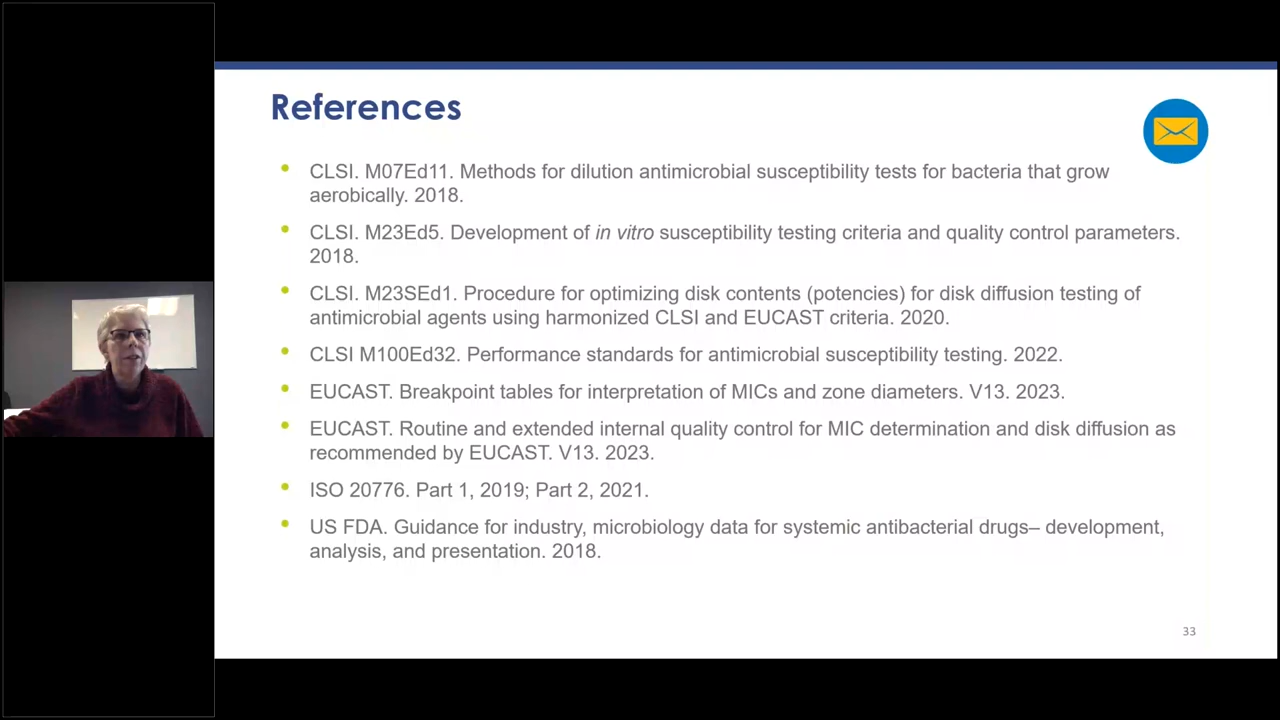 References
• CLSI. M07Ed11. Methods for dilution antimicrobial susceptibility tests for bacteria that grow
aerobically. 2018.
• CLSI. M23Ed5. Development of in vitro susceptibility testing criteria and quality control parameters.
2018.
• CLSI. M23SEd1. Procedure for optimizing disk contents (potencies) for disk diffusion testing of
antimicrobial agents using harmonized CLSI and EUCAST criteria. 2020.
• CLSI M100Ed32. Performance standards for antimicrobial susceptibility testing. 2022.
• EUCAST. Breakpoint tables for interpretation of MICs and zone diameters. V13. 2023.
• EUCAST. Routine and extended internal quality control for MIC determination and disk diffusion as
recommended by EUCAST. V13. 2023.
• ISO 20776. Part 1, 2019; Part 2, 2021.
• US FDA. Guidance for industry, microbiology data for systemic antibacterial drugs– development,
analysis, and presentation. 2018.
33